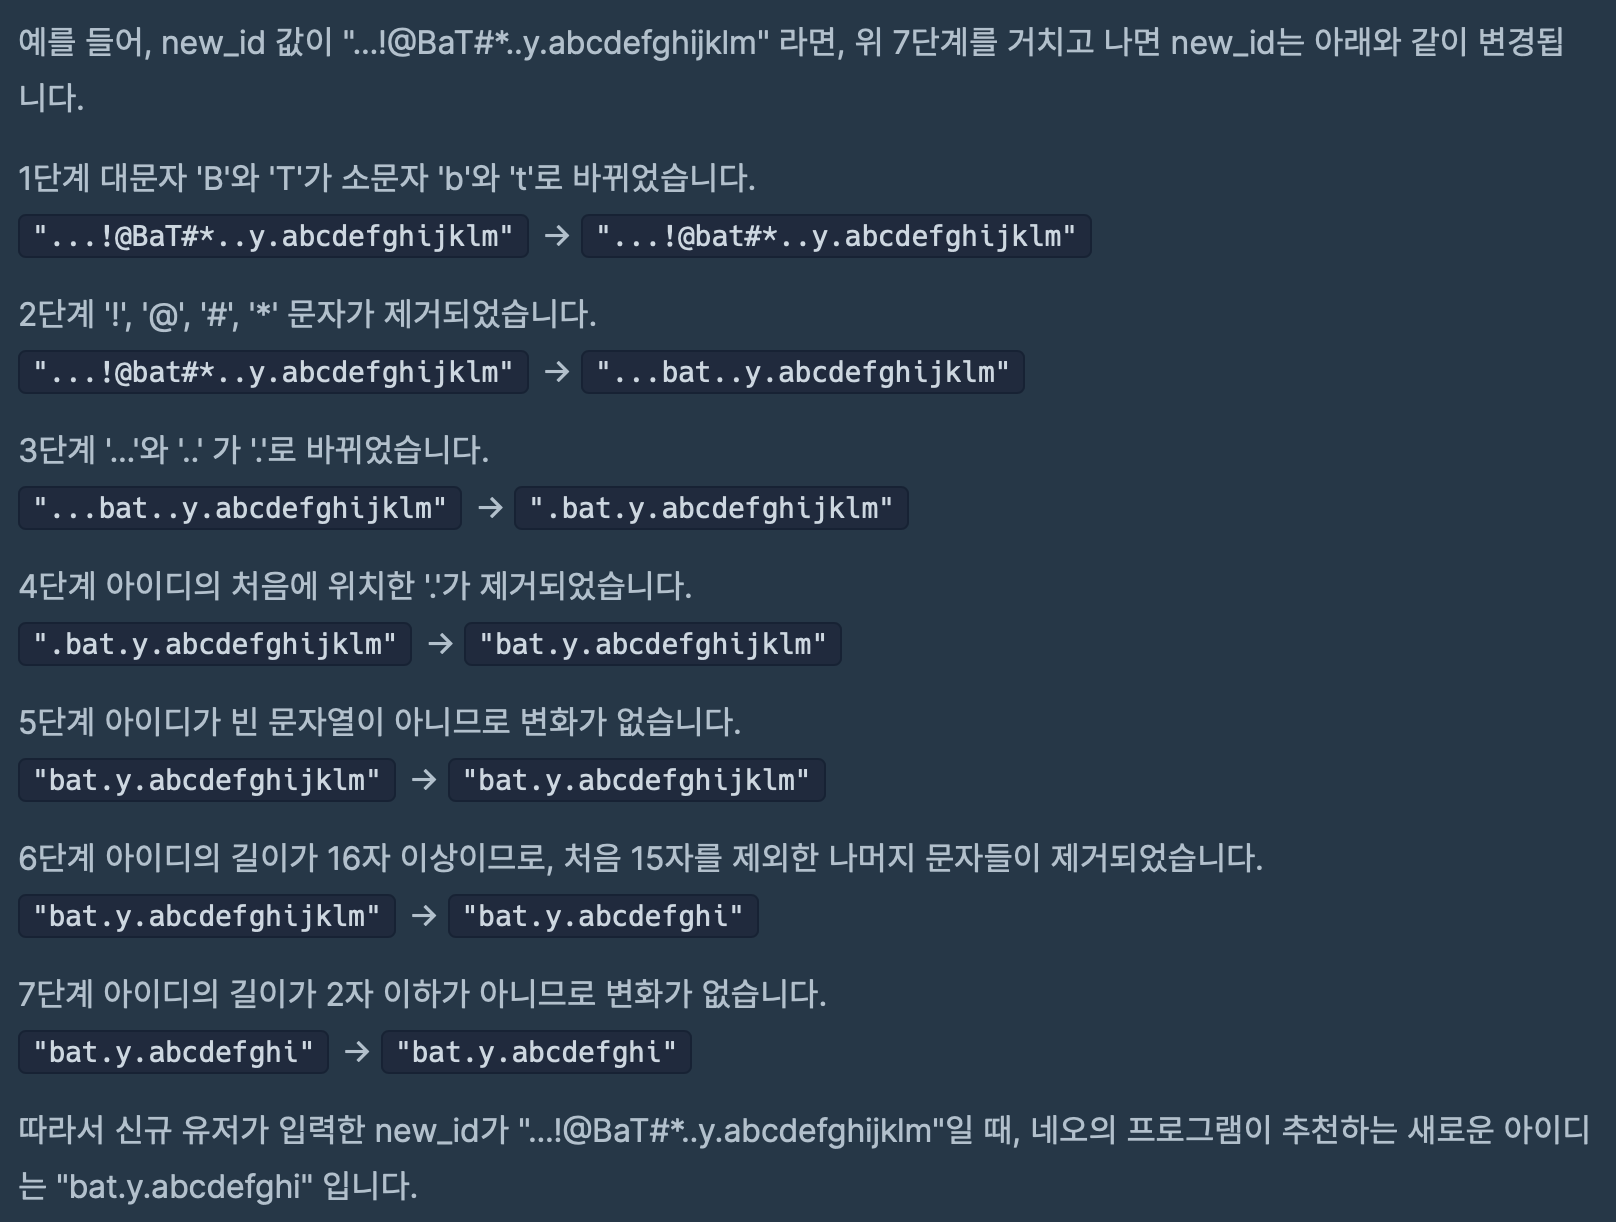 예를 들어, new_id 값이 "...!@BaT#*..y.abcdefghijklm" 라면, 위 7단계를 거치고 나면 new_id는 아래와 같이 변경됩
니다.
1단계 대문자 'B'와 'T'가 소문자 'b'와 't'로 바뀌었습니다.
"...!@BaT#*..y.abcdefghijklm" → "...!@bat#*..y.abcdefghijklm"
2단계 '!', '@', '#', '*' 문자가 제거되었습니다.
"...!@bat#*..y.abcdefghijklm" → "...bat..y.abcdefghijklm"
3단계 '...'와 '..' 가 '.'로 바뀌었습니다.
"...bat..y.abcdefghijklm" → ".bat.y.abcdefghijklm"
4단계 아이디의 처음에 위치한 '.'가 제거되었습니다.
".bat.y.abcdefghijklm" → "bat.y.abcdefghijklm"
5단계 아이디가 빈 문자열이 아니므로 변화가 없습니다.
"bat.y.abcdefghijklm" → "bat.y.abcdefghijklm"
6단계 아이디의 길이가 16자 이상이므로, 처음 15자를 제외한 나머지 문자들이 제거되었습니다.
"bat.y.abcdefghijklm" → "bat.y.abcdefghi"
7단계 아이디의 길이가 2자 이하가 아니므로 변화가 없습니다.
"bat.y.abcdefghi" → "bat.y.abcdefghi"
따라서 신규 유저가 입력한 new_id가 "...!@BaT#*..y.abcdefghijklm"일 때, 네오의 프로그램이 추천하는 새로운 아이디
는 "bat.y.abcdefghi" 입니다.